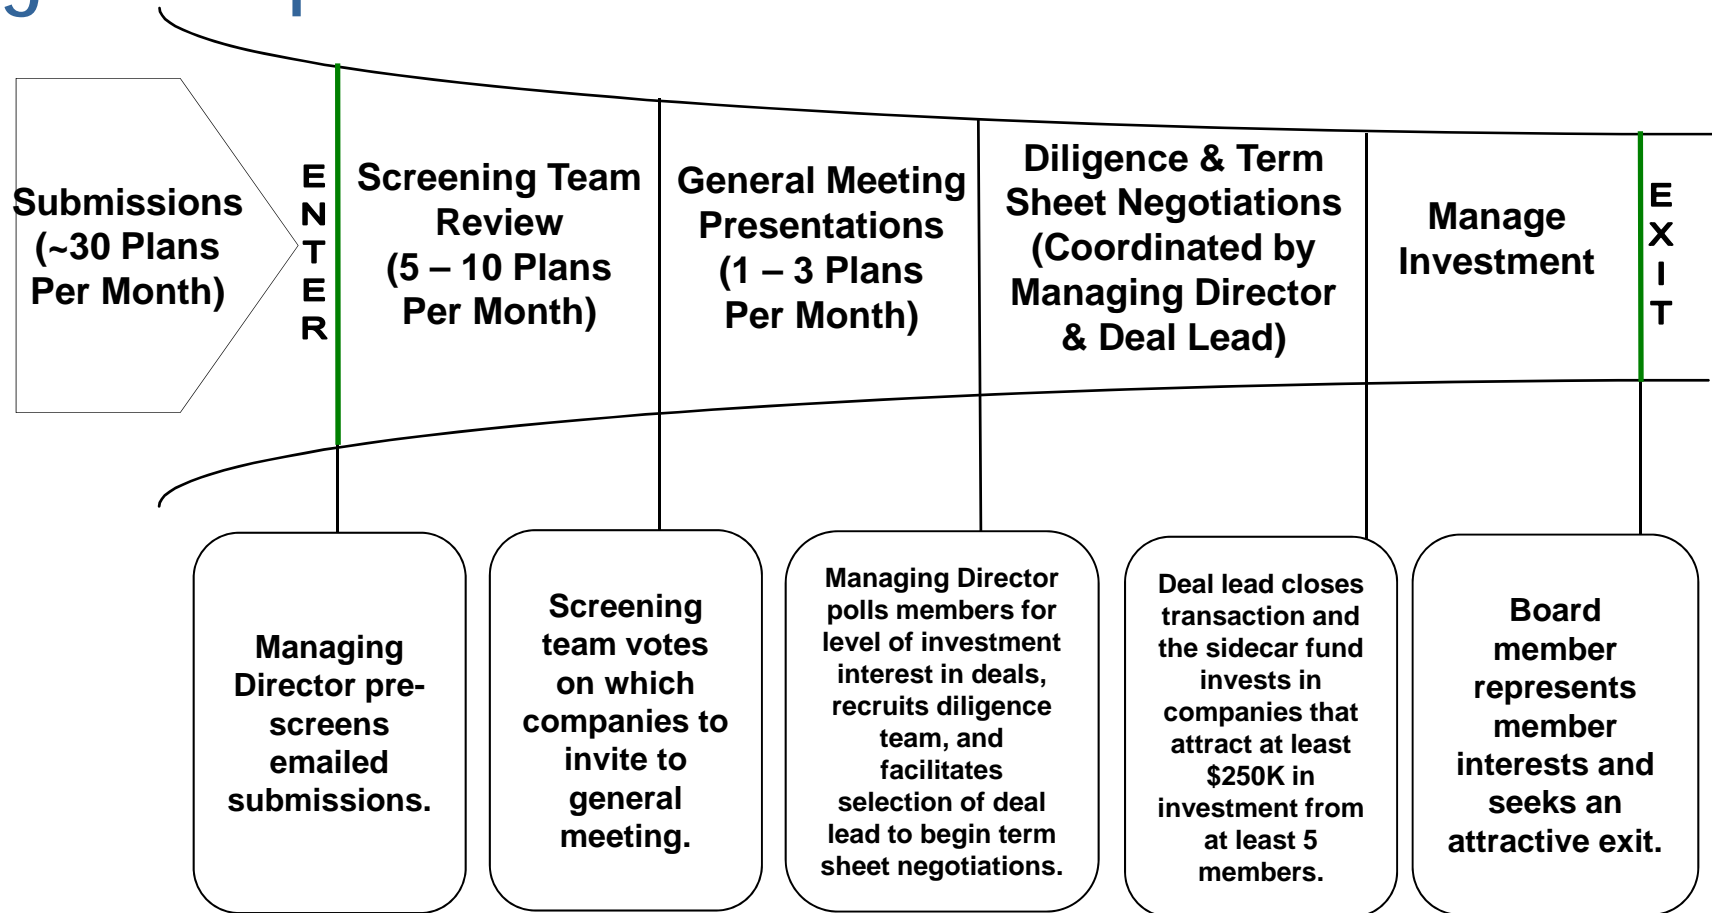 Submissions
(~30 Plans
Per Month)
E
N
T
E
R
Screening Team
Review
(5 – 10 Plans
Per Month)
General Meeting
Presentations
(1 – 3 Plans
Per Month)
Diligence & Term
Sheet Negotiations
(Coordinated by
Managing Director
& Deal Lead)
Manage
Investment
E
X
I
T
Managing
Director pre-
screens
emailed
submissions.
Screening
team votes
on which
companies to
invite to
general
meeting.
Managing Director
polls members for
level of investment
interest in deals,
recruits diligence
team, and
facilitates
selection of deal
lead to begin term
sheet negotiations.
Deal lead closes
transaction and
the sidecar fund
invests in
companies that
attract at least
$250K in
investment from
at least 5
members.
Board
member
represents
member
interests and
seeks an
attractive exit.